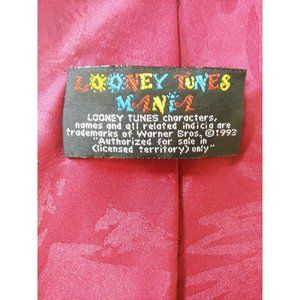 LOONEY TUNES
MANIA
LOONEY TUNES characters,
names and all related indicia are
trademarks of Warner Bros. ©1993
"Authorized for sale in
(licensed territory) only"